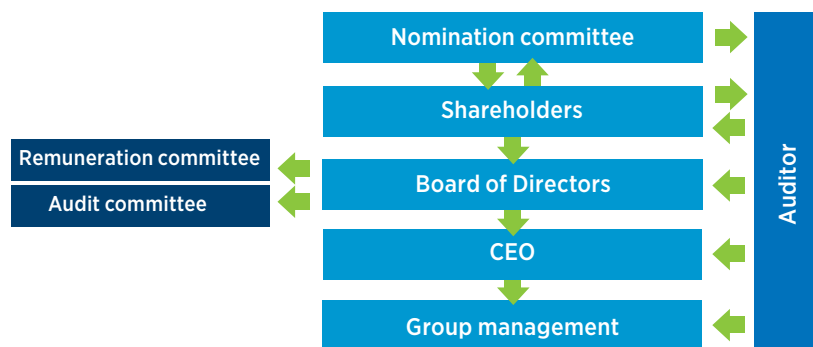 Nomination committee
Shareholders
Remuneration committee
Audit committee
Board of Directors
CEO
Group management
Auditor